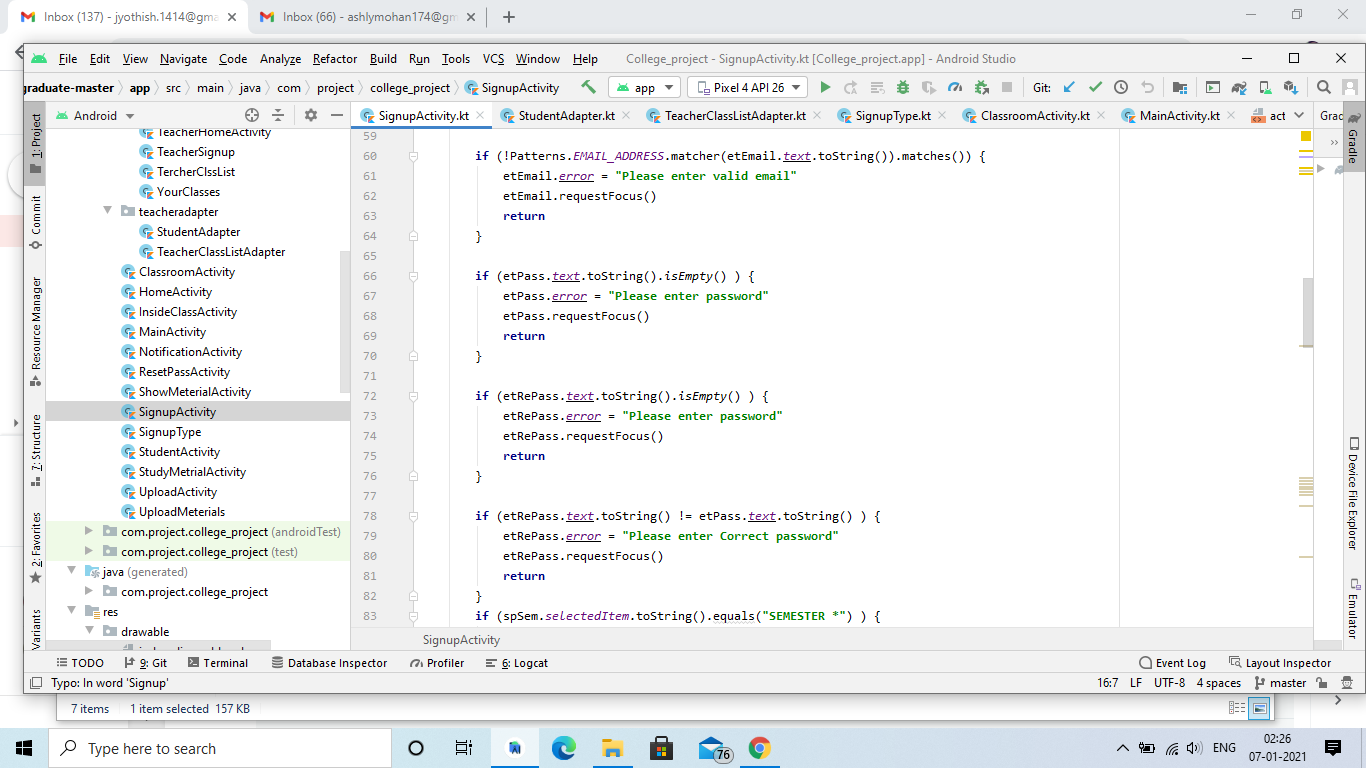 Inbox (137) - jyothish.1414@gma
Inbox (66) - ashlymohan174@gm
File Edit View Navigate Code Analyze Refactor Build Run Tools VCS Window Help College_project - SignupActivity.kt [College_project.app] - Android Studio
graduate-master app src main java com project college_project SignupActivity app Pixel 4 API 26 Git:
Android SignupActivity.kt StudentAdapter.kt TeacherClassListAdapter.kt SignupType.kt ClassroomActivity.kt MainActivity.kt act Grad
TeacherHomeActivity
TeacherSignup
TercherClssList
YourClasses
teacheradapter
StudentAdapter
TeacherClassListAdapter
ClassroomActivity
HomeActivity
InsideClassActivity
MainActivity
NotificationActivity
ResetPassActivity
ShowMeterialActivity
SignupActivity
SignupType
StudentActivity
StudyMetrialActivity
UploadActivity
UploadMeterials
com.project.college_project (androidTest)
com.project.college_project (test)
java (generated)
com.project.college_project
res
drawable
1: Project
Commit
Resource Manager
7: Structure
2: Favorites
Variants
59
60 if (!Patterns.EMAIL_ADDRESS.matcher(etEmail.text.toString()).matches()) {
61 etEmail.error = "Please enter valid email"
62 etEmail.requestFocus()
63 return
64 }
65
66 if (etPass.text.toString().isEmpty() ) {
67 etPass.error = "Please enter password"
68 etPass.requestFocus()
69 return
70 }
71
72 if (etRePass.text.toString().isEmpty() ) {
73 etRePass.error = "Please enter password"
74 etRePass.requestFocus()
75 return
76 }
77
78 if (etRePass.text.toString() != etPass.text.toString() ) {
79 etRePass.error = "Please enter Correct password"
80 etRePass.requestFocus()
81 return
82 }
83 if (spSem.selectedItem.toString().equals("SEMESTER *") ) {
SignupActivity
Gradle
Device File Explorer
Emulator
TODO 9: Git Terminal Database Inspector Profiler 6: Logcat Event Log Layout Inspector
Typo: In word 'Signup' 16:7 LF UTF-8 4 spaces master
7 items 1 item selected 157 KB
Type here to search
76
ENG
02:26
07-01-2021